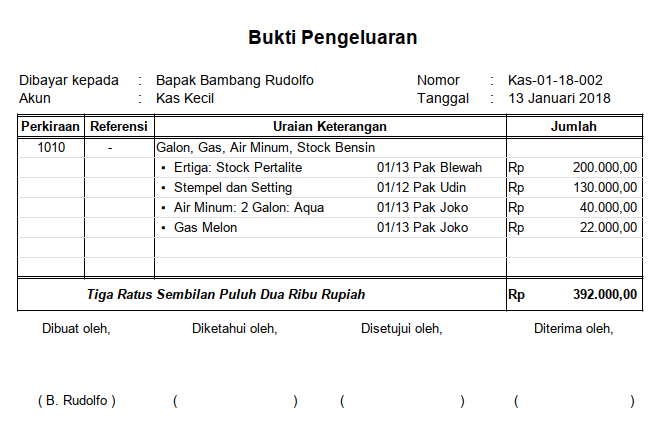 Bukti Pengeluaran
Dibayar kepada : Bapak Bambang Rudolfo Nomor : Kas-01-18-002
Akun : Kas Kecil Tanggal : 13 Januari 2018
Perkiraan Referensi Uraian Keterangan Jumlah
1010 - Galon, Gas, Air Minum, Stock Bensin
▪ Ertiga: Stock Pertalite 01/13 Pak Blewah Rp 200.000,00
▪ Stempel dan Setting 01/12 Pak Udin Rp 130.000,00
▪ Air Minum: 2 Galon: Aqua 01/13 Pak Joko Rp 40.000,00
▪ Gas Melon 01/13 Pak Joko Rp 22.000,00
Tiga Ratus Sembilan Puluh Dua Ribu Rupiah Rp 392.000,00
Dibuat oleh, Diketahui oleh, Disetujui oleh, Diterima oleh,
( B. Rudolfo ) ( ) ( ) ( )